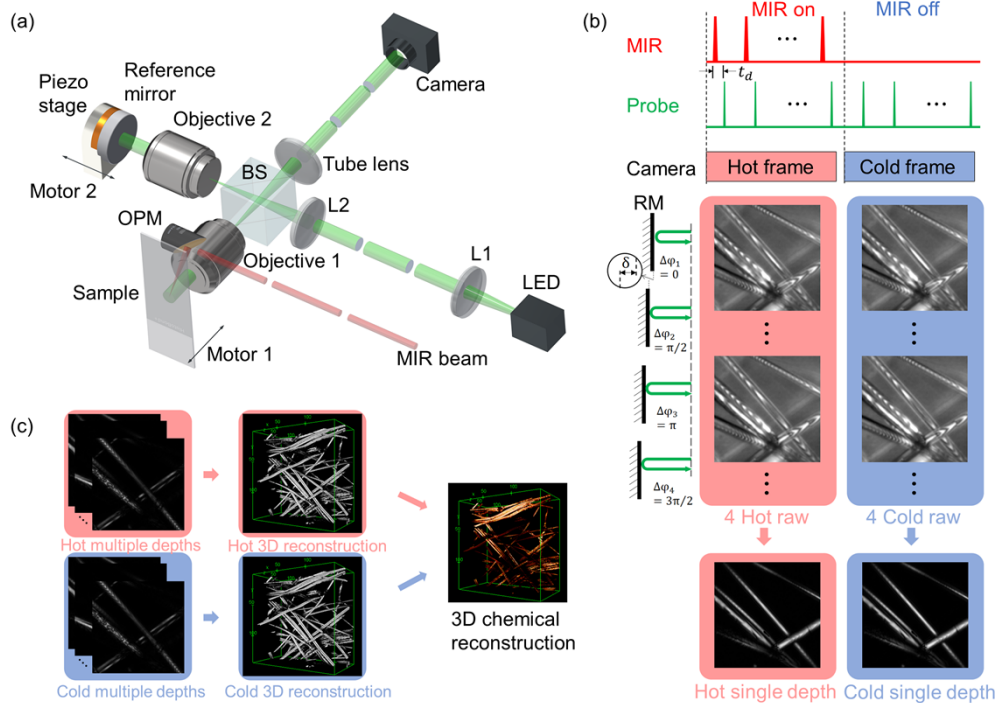 (a)
Piezo
stage
Reference
mirror
Objective 2
Camera
Tube lens
BS
L2
Motor 2
OPM
Objective 1
L1
LED
Sample
Motor 1
MIR beam
(b)
MIR on
MIR off
MIR
t_d
Probe
Camera
Hot frame
Cold frame
RM
δ
Δφ₁
= 0
Δφ₂
= π/2
Δφ₃
= π
Δφ₄
= 3π/2
4 Hot raw
4 Cold raw
Hot single depth
Cold single depth
(c)
Hot multiple depths
Hot 3D reconstruction
Cold multiple depths
Cold 3D reconstruction
3D chemical
reconstruction